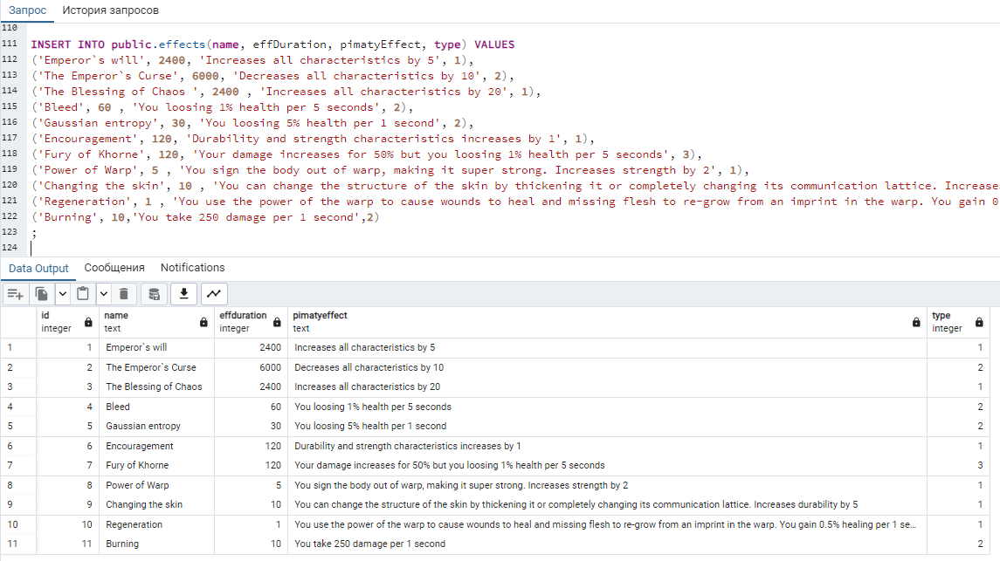 Запрос История запросов
110
111 INSERT INTO public.effects(name, effDuration, pimatyEffect, type) VALUES
112 ('Emperor`s will', 2400, 'Increases all characteristics by 5', 1),
113 ('The Emperor`s Curse', 6000, 'Decreases all characteristics by 10', 2),
114 ('The Blessing of Chaos ', 2400 , 'Increases all characteristics by 20', 1),
115 ('Bleed', 60 , 'You loosing 1% health per 5 seconds', 2),
116 ('Gaussian entropy', 30, 'You loosing 5% health per 1 second', 2),
117 ('Encouragement', 120, 'Durability and strength characteristics increases by 1', 1),
118 ('Fury of Khorne', 120, 'Your damage increases for 50% but you loosing 1% health per 5 seconds', 3),
119 ('Power of Warp', 5 , 'You sign the body out of warp, making it super strong. Increases strength by 2', 1),
120 ('Changing the skin', 10 , 'You can change the structure of the skin by thickening it or completely changing its communication lattice. Increase
121 ('Regeneration', 1 , 'You use the power of the warp to cause wounds to heal and missing flesh to re-grow from an imprint in the warp. You gain 0
122 ('Burning', 10,'You take 250 damage per 1 second',2)
123 ;
124
Data Output Сообщения Notifications
id name effduration pimatyeffect type
integer text integer text integer
1 1 Emperor`s will 2400 Increases all characteristics by 5 1
2 2 The Emperor`s Curse 6000 Decreases all characteristics by 10 2
3 3 The Blessing of Chaos 2400 Increases all characteristics by 20 1
4 4 Bleed 60 You loosing 1% health per 5 seconds 2
5 5 Gaussian entropy 30 You loosing 5% health per 1 second 2
6 6 Encouragement 120 Durability and strength characteristics increases by 1 1
7 7 Fury of Khorne 120 Your damage increases for 50% but you loosing 1% health per 5 seconds 3
8 8 Power of Warp 5 You sign the body out of warp, making it super strong. Increases strength by 2 1
9 9 Changing the skin 10 You can change the structure of the skin by thickening it or completely changing its communication lattice. Increases durability by 5 1
10 10 Regeneration 1 You use the power of the warp to cause wounds to heal and missing flesh to re-grow from an imprint in the warp. You gain 0.5% healing per 1 se... 1
11 11 Burning 10 You take 250 damage per 1 second 2